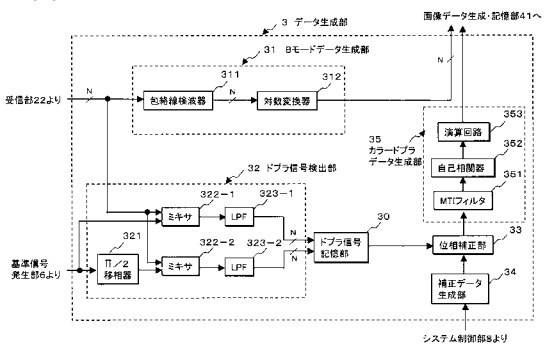 3 データ生成部
画像データ生成・記憶部41へ
31 Bモードデータ生成部
N
311
312
受信部22より
N
包絡線検波器
N
対数変換器
353
35
カラードプラ
データ生成部
演算回路
352
自己相関器
351
MTIフィルタ
32 ドプラ信号検出部
322-1
323-1
ミキサ
LPF
N
30
321
322-2
323-2
ドプラ信号
記憶部
33
位相補正部
基準信号
発生部6より
Π/2
移相器
ミキサ
LPF
N
34
補正データ
生成部
システム制御部8より